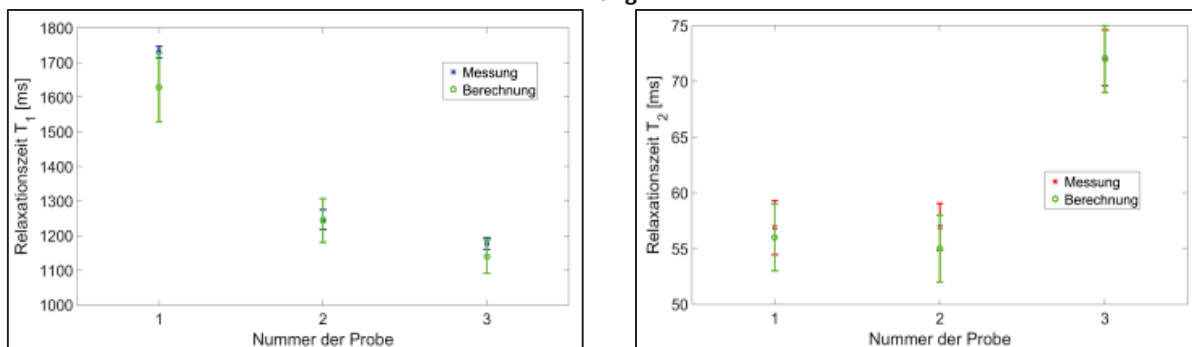 1800
1700
1600
1500
1400
1300
1200
1100
1000
Relaxationszeit T1 [ms]
Messung
Berechnung
1 2 3
Nummer der Probe
75
70
65
60
55
50
Relaxationszeit T2 [ms]
Messung
Berechnung
1 2 3
Nummer der Probe